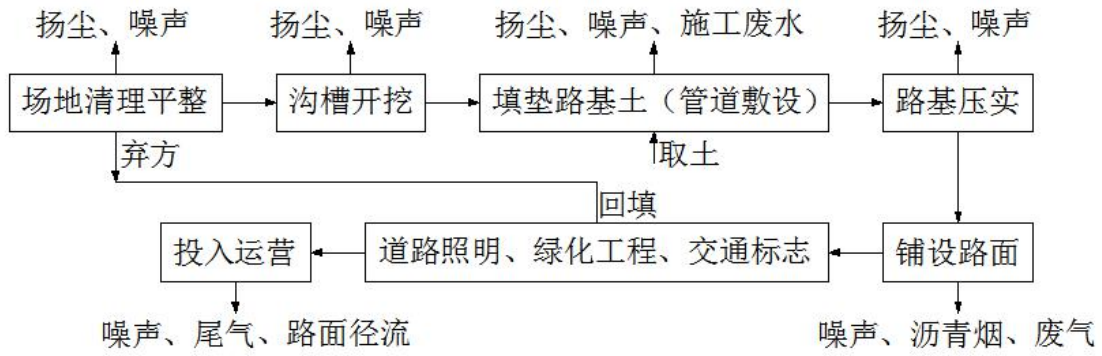 扬尘、噪声
扬尘、噪声
扬尘、噪声、施工废水
扬尘、噪声
场地清理平整
沟槽开挖
填垫路基土（管道敷设）
路基压实
弃方
取土
回填
投入运营
道路照明、绿化工程、交通标志
铺设路面
噪声、尾气、路面径流
噪声、沥青烟、废气